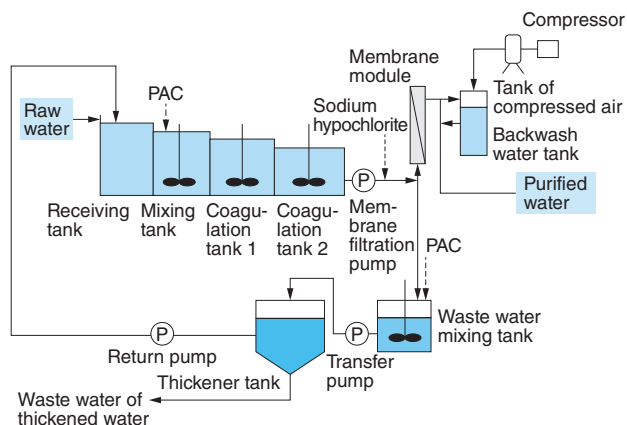 Compressor
Membrane
module
Tank of
compressed air
PAC
Sodium
hypochlorite
Raw
water
Backwash
water tank
P
Purified
water
Receiving
tank
Mixing
tank
Coagu-
lation
tank 1
Coagu-
lation
tank 2
Mem-
brane
filtration
pump
PAC
Waste water
mixing tank
P
Return pump
P
Transfer
pump
Thickener tank
Waste water of
thickened water